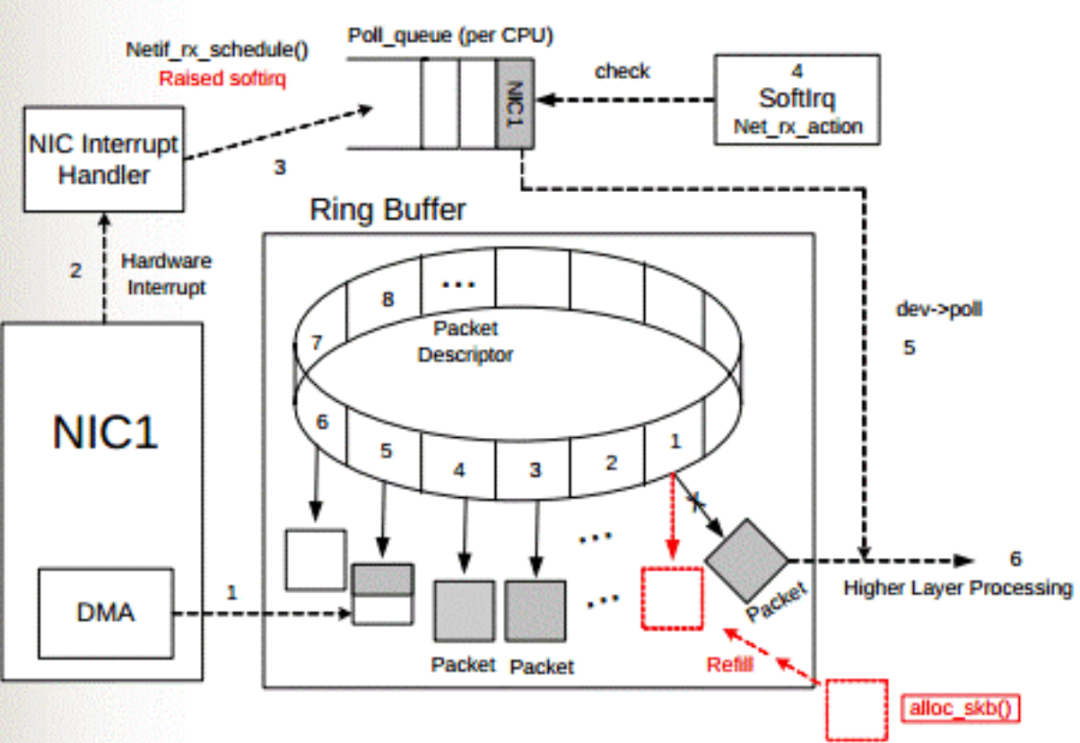 Netif_rx_schedule()
Raised softirq
Poll_queue (per CPU)
NIC1
check
4
SoftIrq
Net_rx_action
NIC Interrupt
Handler
3
Ring Buffer
2
Hardware
Interrupt
8
...
7
Packet
Descriptor
dev->poll
5
NIC1
6
5
4
3
2
1
...
DMA
1
...
Packet
6
Higher Layer Processing
Packet
Packet
Refill
alloc_skb()